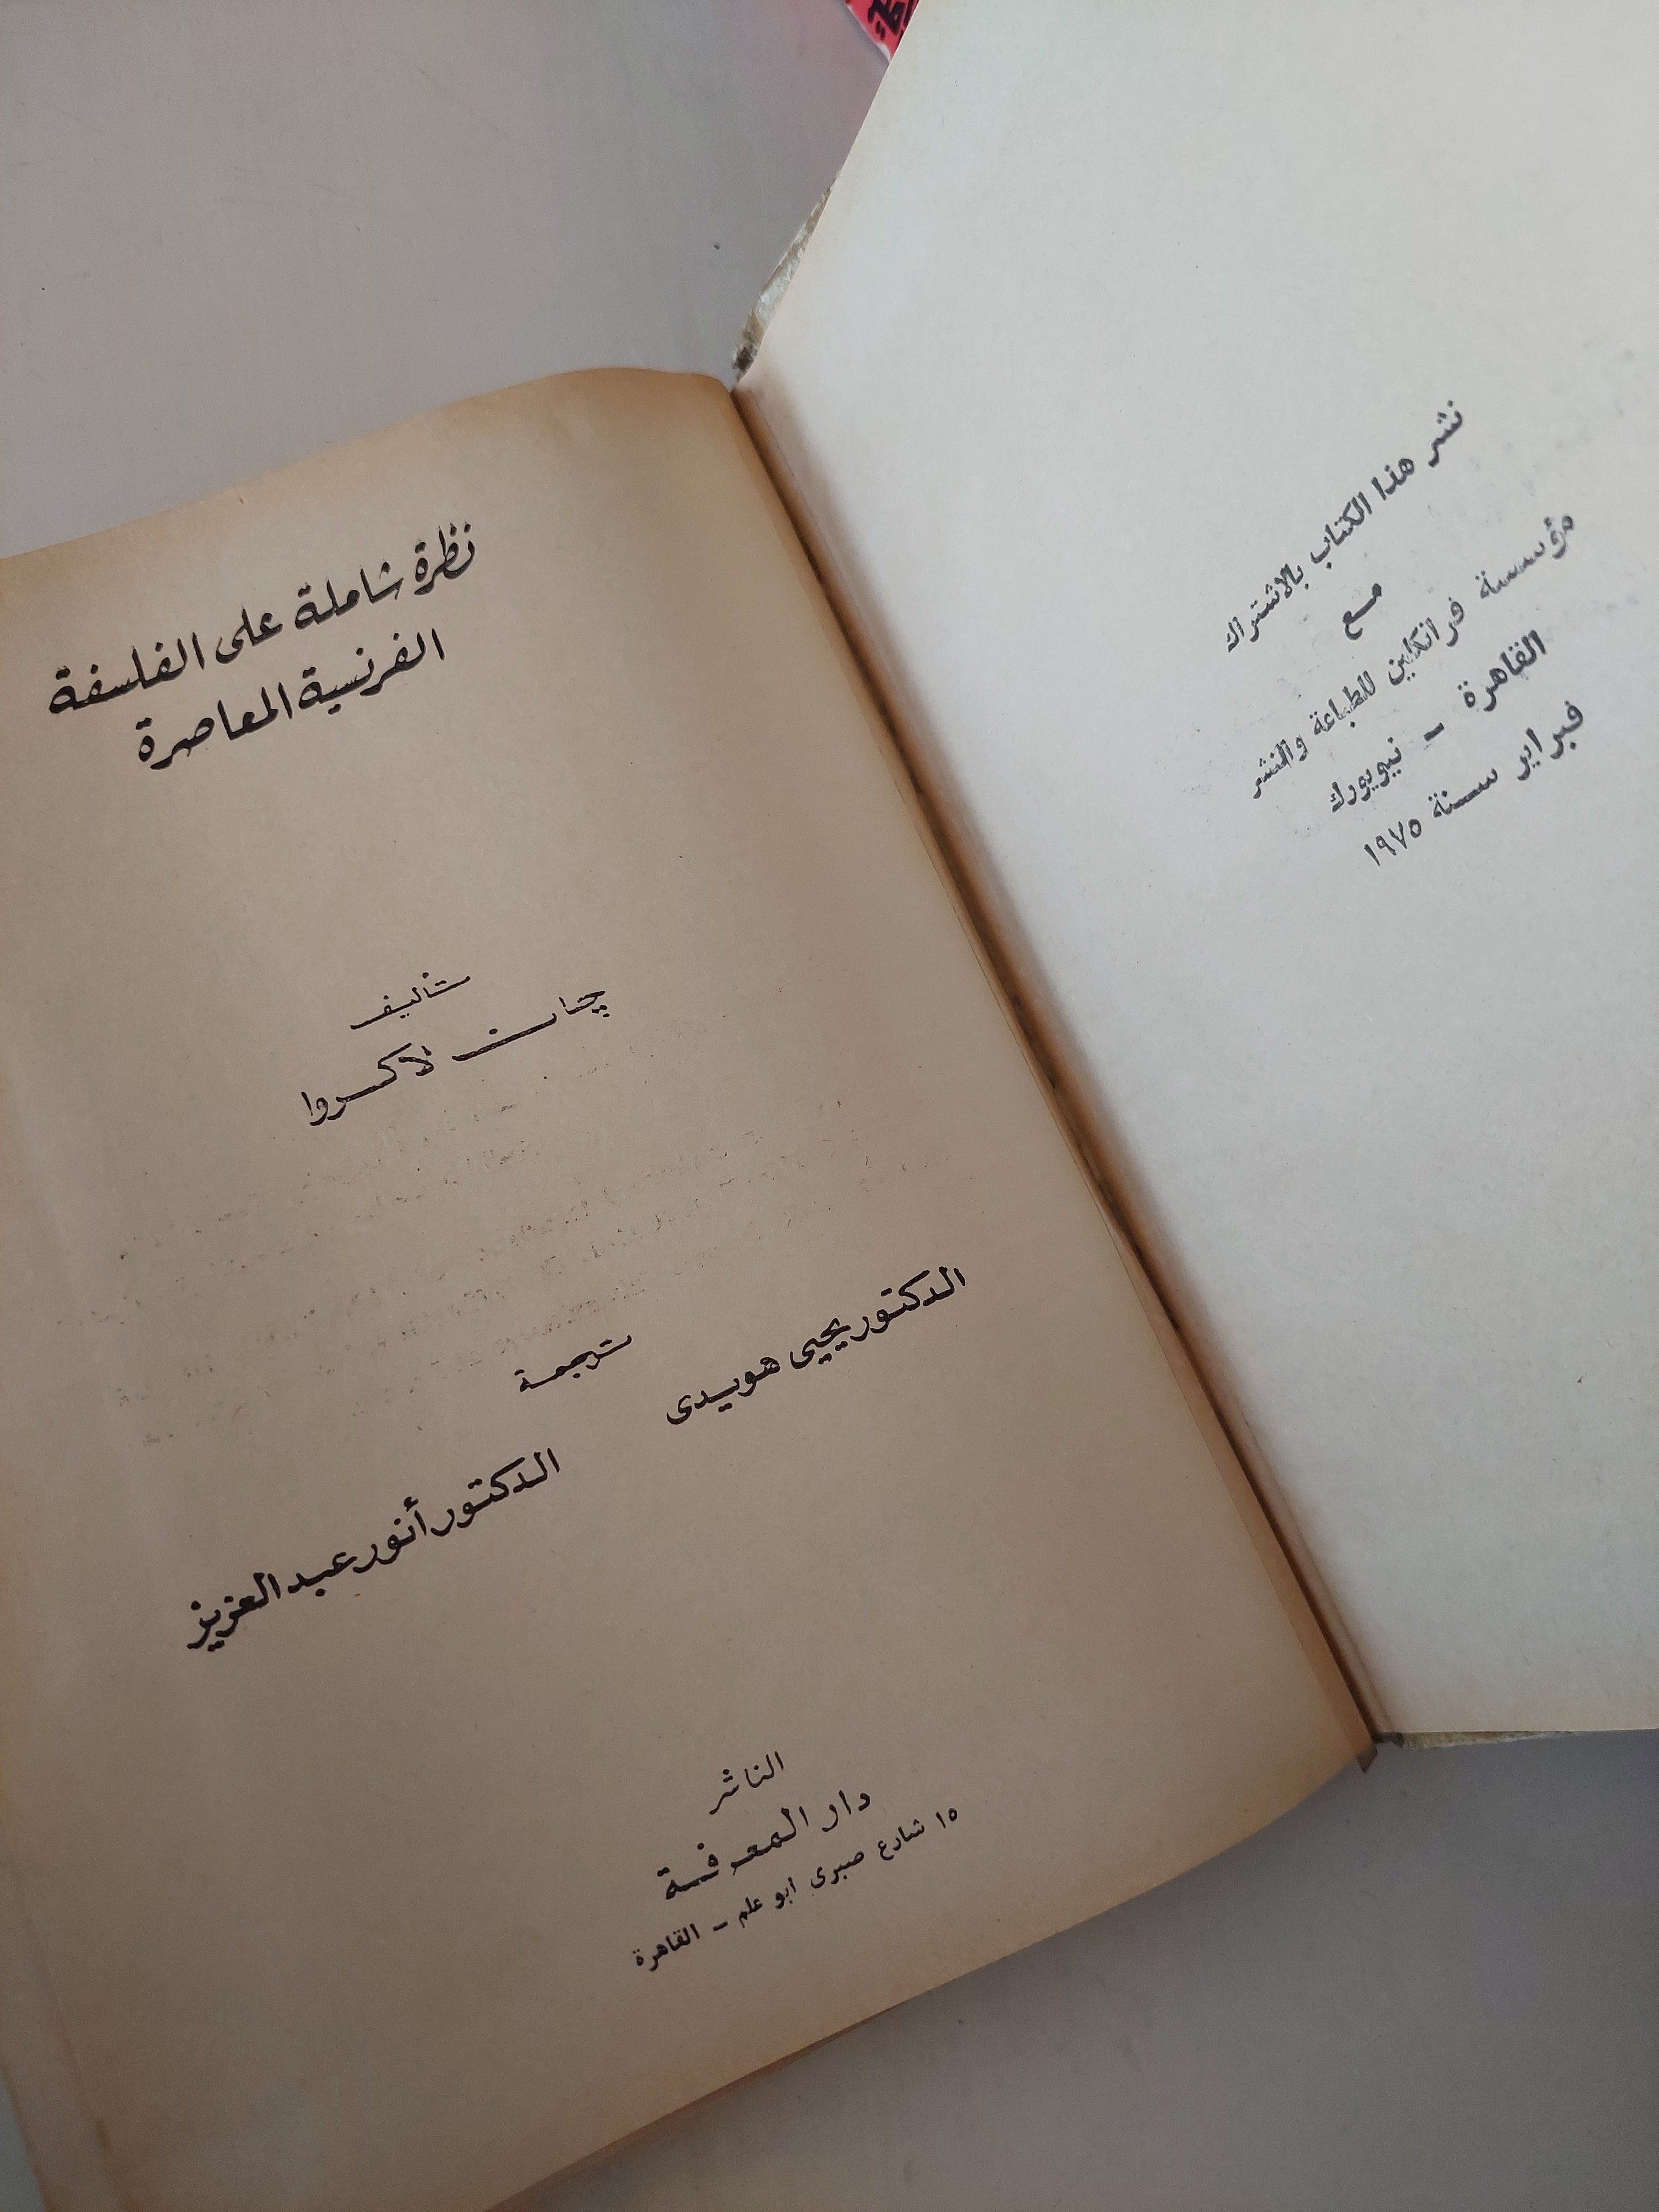 نشر هذا الكتاب بالاشتراك
مـع
مؤسسة فرانكلين للطباعة والنشر
القاهرة - نيويورك
فبراير سنة ١٩٧٥
نظرة شاملة على الفلسفة
الفرنسية المعاصرة
تأليف
چان لاكروا
ترجمة
الدكتور يحيى هويدى
الدكتور أنور عبد العزيز
الناشر
دار المعرفة
١٥ شارع صبرى ابو علم - القاهرة